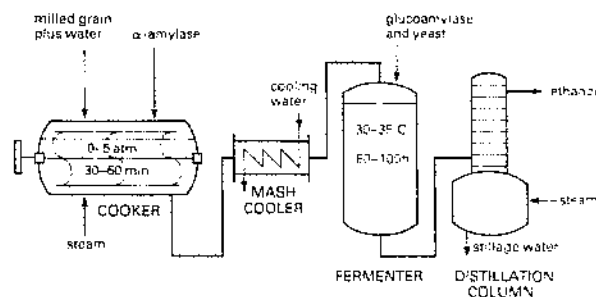 milled grain
plus water
α-amylase
0-5 atm
30-60 min
COOKER
steam
cooling
water
MASH
COOLER
glucoamylase
and yeast
30-35 C
60-100h
FERMENTER
ethanol
steam
stillage water
DISTILLATION
COLUMN